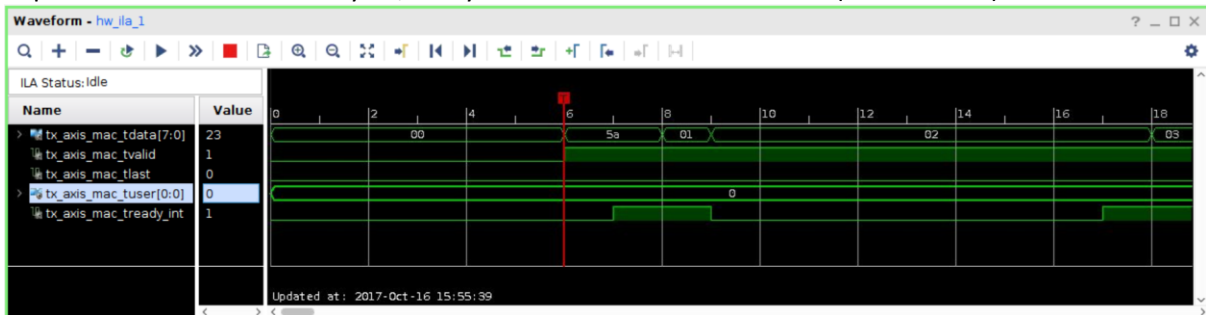 Waveform - hw_ila_1
ILA Status: Idle
Name Value
0 2 4 6 8 10 12 14 16 18
T
tx_axis_mac_tdata[7:0] 23 00 5a 01 02 03
tx_axis_mac_tvalid 1
tx_axis_mac_tlast 0
tx_axis_mac_tuser[0:0] 0 0
tx_axis_mac_tready_int 1
Updated at: 2017-Oct-16 15:55:39